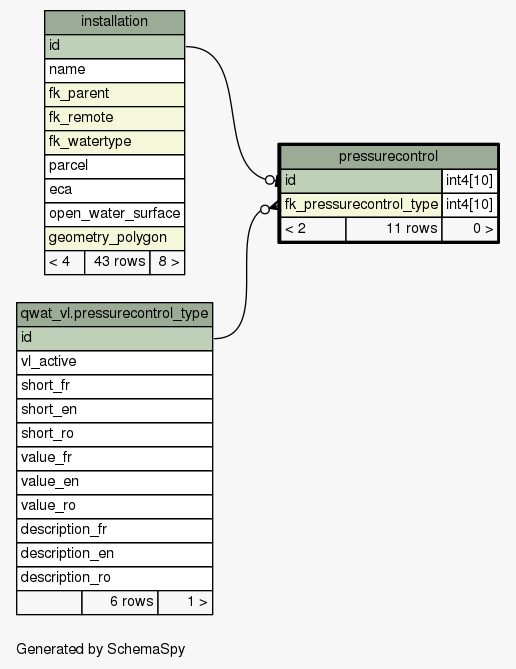 installation
id
name
fk_parent
fk_remote
fk_watertype
parcel
eca
open_water_surface
geometry_polygon
< 4 43 rows 8 >
pressurecontrol
id int4[10]
fk_pressurecontrol_type int4[10]
< 2 11 rows 0 >
qwat_vl.pressurecontrol_type
id
vl_active
short_fr
short_en
short_ro
value_fr
value_en
value_ro
description_fr
description_en
description_ro
6 rows 1 >
Generated by SchemaSpy